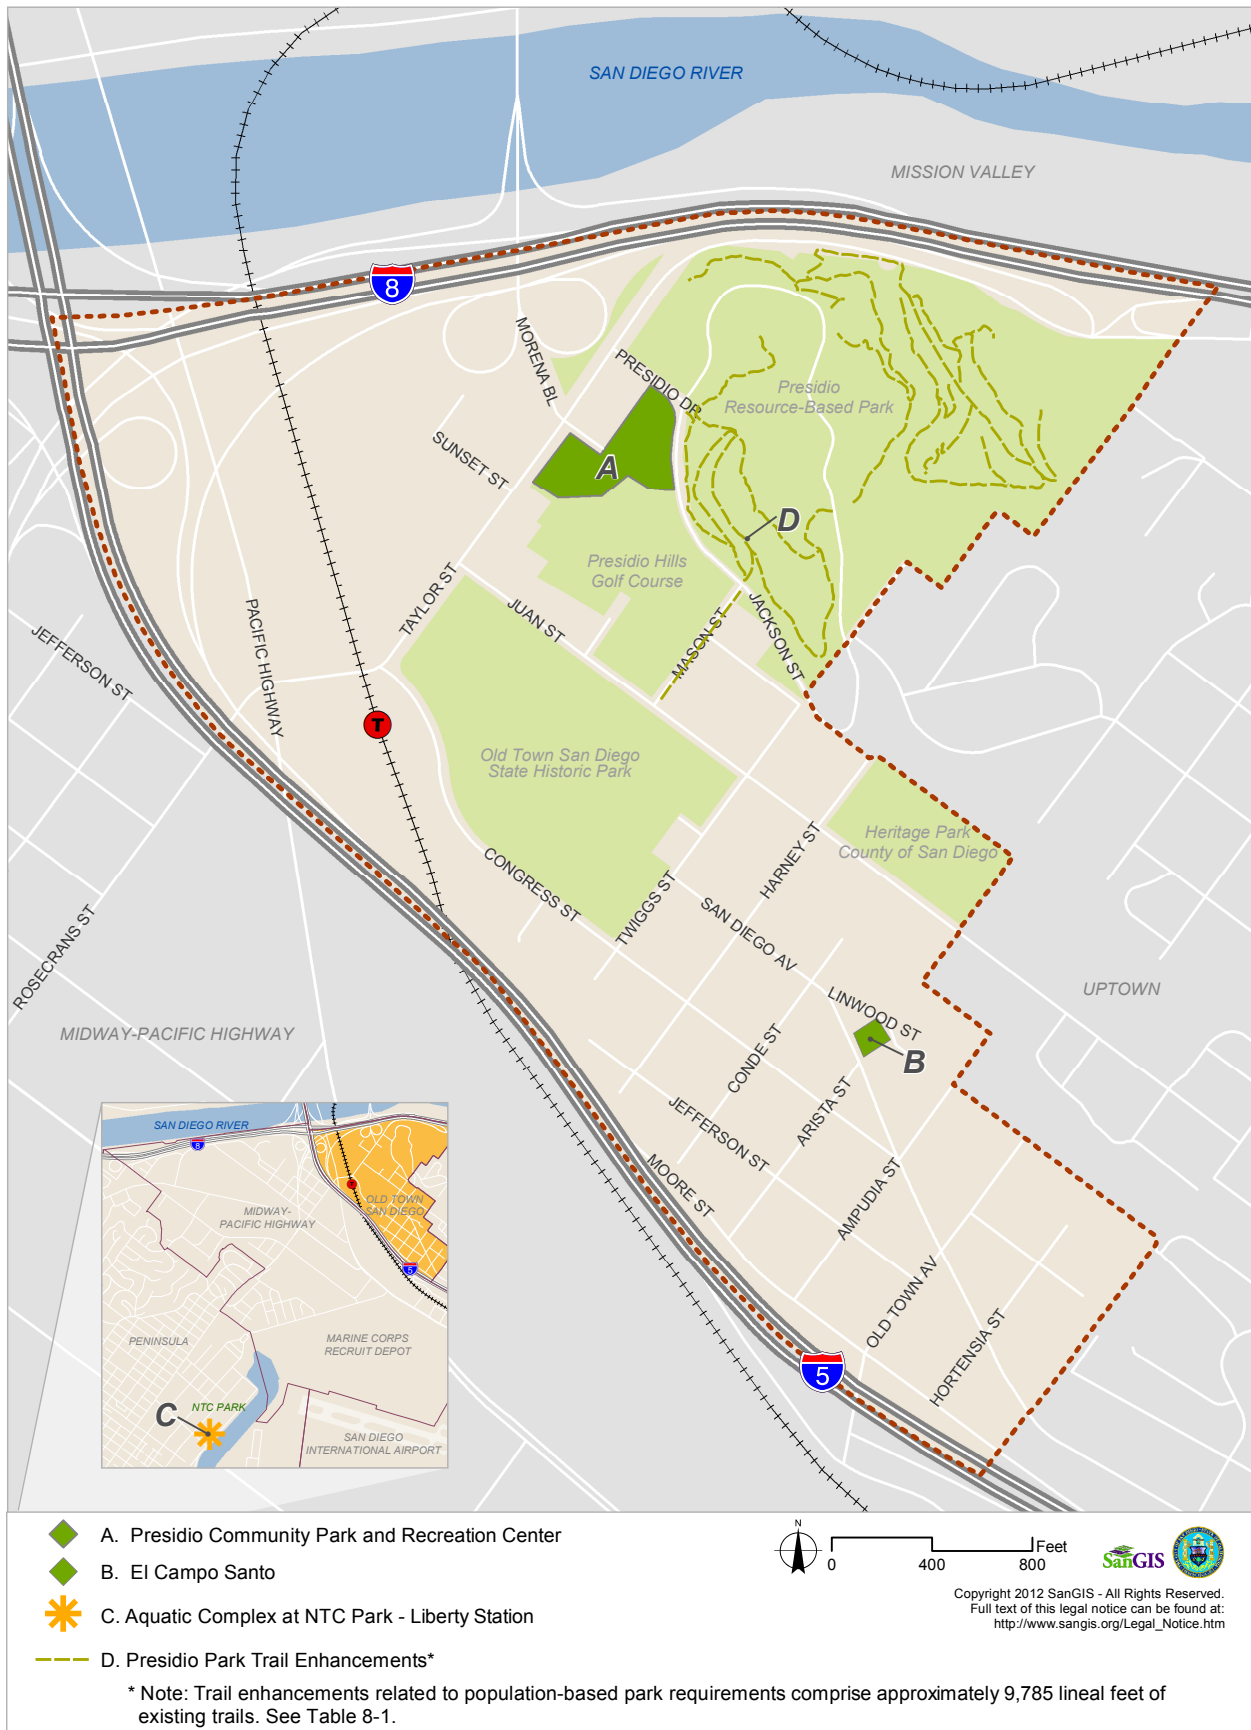 SAN DIEGO RIVER
MISSION VALLEY
8
MORENA BL
PRESIDIO DR
Presidio
Resource-Based Park
SUNSET ST
A
D
Presidio Hills
Golf Course
TAYLOR ST
JUAN ST
MASON ST
JACKSON ST
PACIFIC HIGHWAY
JEFFERSON ST
T
Old Town San Diego
State Historic Park
Heritage Park
County of San Diego
HARNEY ST
CONGRESS ST
TWIGGS ST
SAN DIEGO AV
ROSECRANS ST
LINWOOD ST
UPTOWN
MIDWAY-PACIFIC HIGHWAY
B
CONDE ST
ARISTA ST
JEFFERSON ST
MOORE ST
AMPUDIA ST
OLD TOWN AV
HORTENSIA ST
5
SAN DIEGO RIVER
8
OLD TOWN
SAN DIEGO
MIDWAY-
PACIFIC HIGHWAY
5
PENINSULA
MARINE CORPS
RECRUIT DEPOT
NTC PARK
C
SAN DIEGO
INTERNATIONAL AIRPORT
A. Presidio Community Park and Recreation Center
B. El Campo Santo
C. Aquatic Complex at NTC Park - Liberty Station
D. Presidio Park Trail Enhancements*
* Note: Trail enhancements related to population-based park requirements comprise approximately 9,785 lineal feet of
existing trails. See Table 8-1.
N
Feet
0 400 800
SanGIS
Copyright 2012 SanGIS - All Rights Reserved.
Full text of this legal notice can be found at:
http://www.sangis.org/Legal_Notice.htm